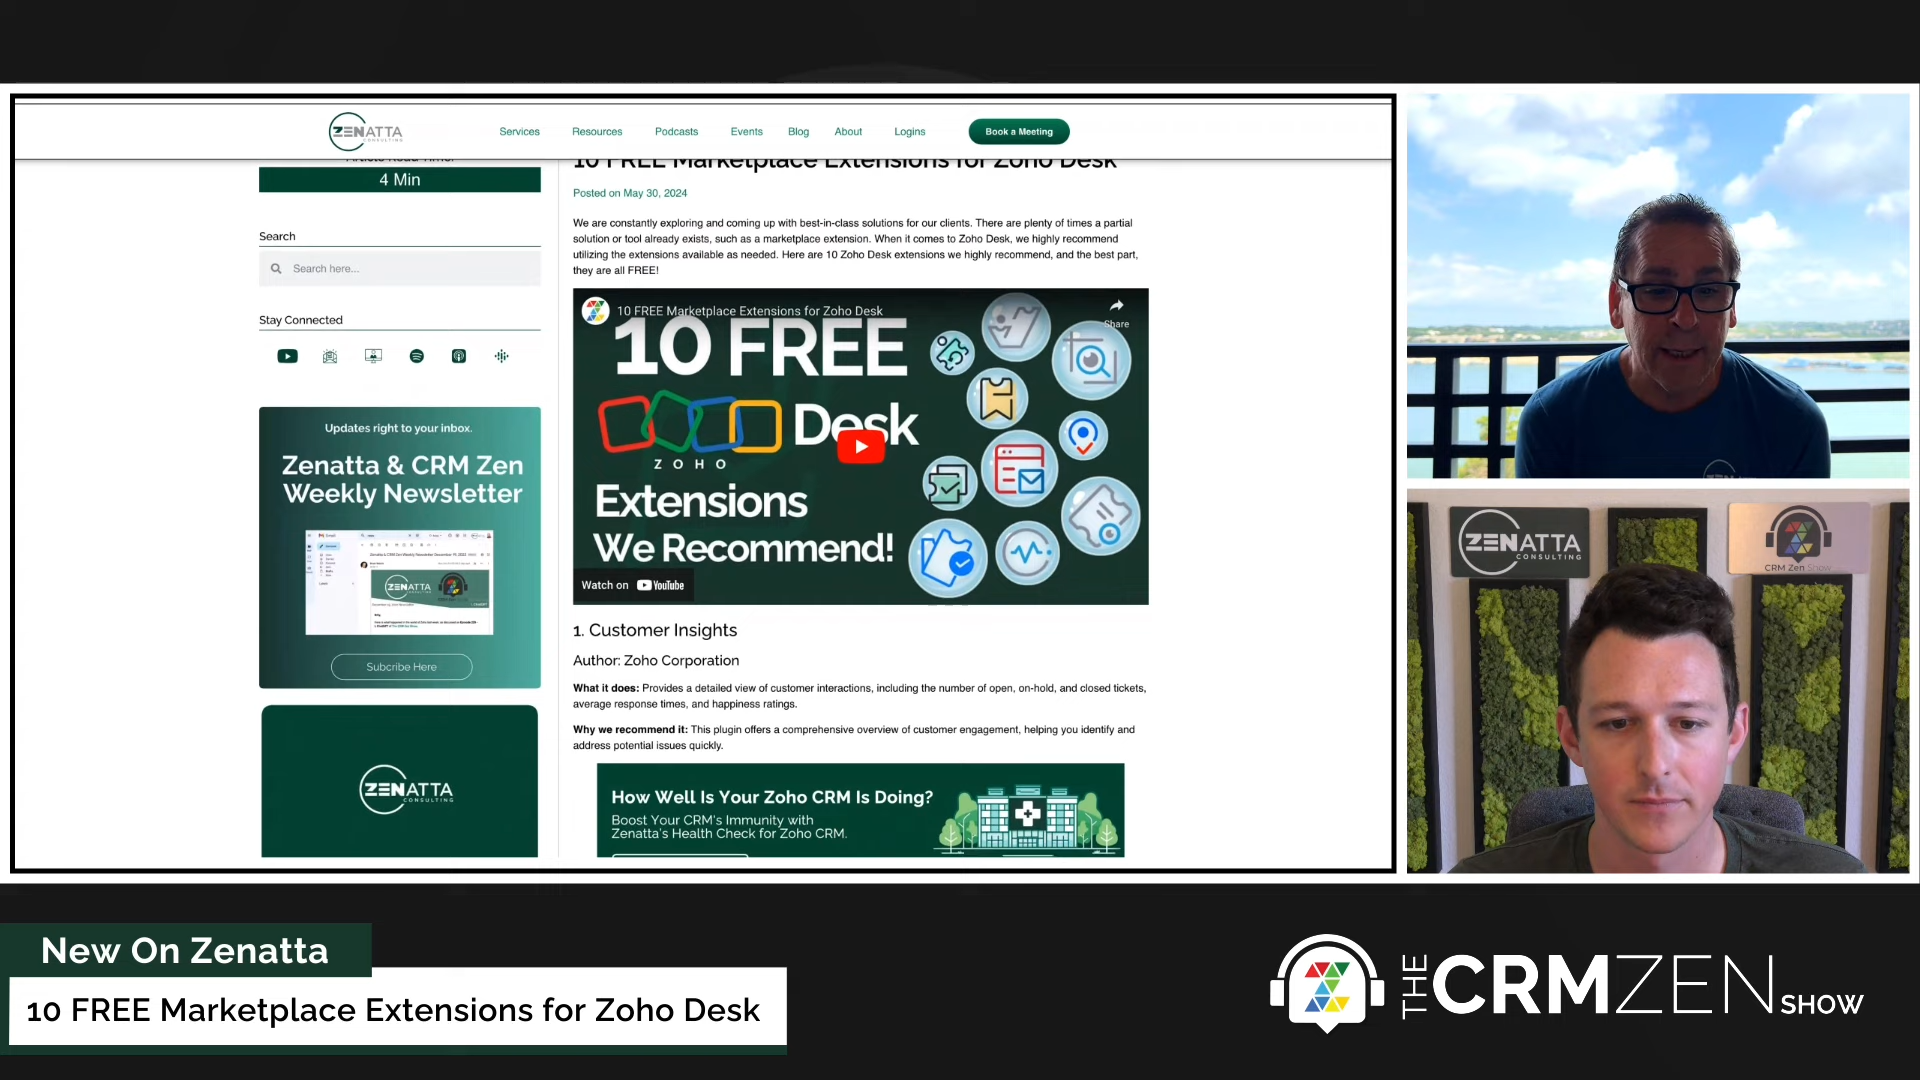 ZENATTA
CONSULTING
Services
Resources
Podcasts
Events
Blog
About
Logins
Book a Meeting
4 Min
Search
Search here...
Stay Connected
Updates right to your inbox.
Zenatta & CRM Zen
Weekly Newsletter
Subcribe Here
ZENATTA
CONSULTING
10 FREE Marketplace Extensions for Zoho Desk
Posted on May 30, 2024
We are constantly exploring and coming up with best-in-class solutions for our clients. There are plenty of times a partial
solution or tool already exists, such as a marketplace extension. When it comes to Zoho Desk, we highly recommend
utilizing the extensions available as needed. Here are 10 Zoho Desk extensions we highly recommend, and the best part,
they are all FREE!
10 FREE Marketplace Extensions for Zoho Desk
Share
10 FREE
ZOHO
Desk
Extensions
We Recommend!
Watch on YouTube
1. Customer Insights
Author: Zoho Corporation
What it does: Provides a detailed view of customer interactions, including the number of open, on-hold, and closed tickets,
average response times, and happiness ratings.
Why we recommend it: This plugin offers a comprehensive overview of customer engagement, helping you identify and
address potential issues quickly.
How Well Is Your Zoho CRM Is Doing?
Boost Your CRM's Immunity with
Zenatta's Health Check for Zoho CRM.
ZENATTA
CONSULTING
CRM Zen Show
New On Zenatta
10 FREE Marketplace Extensions for Zoho Desk
THE CRMZEN SHOW